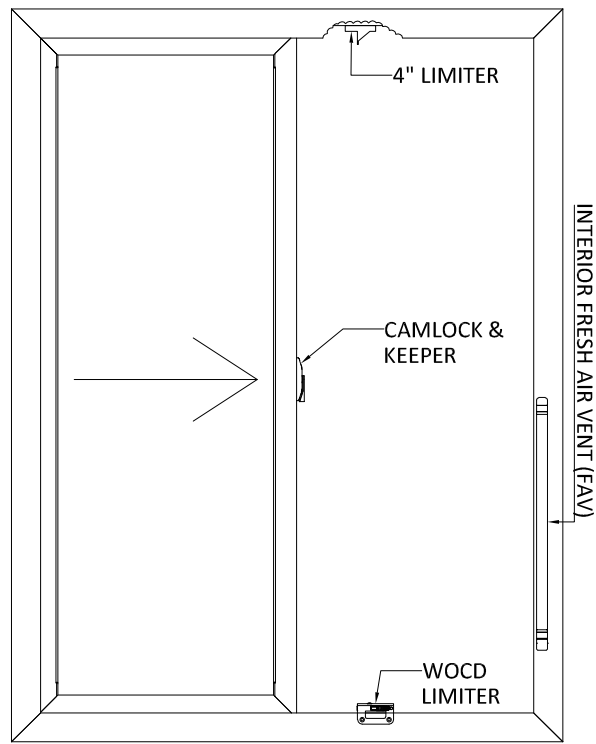 4" LIMITER
INTERIOR FRESH AIR VENT (FAV)
CAMLOCK &
KEEPER
WOCD
LIMITER